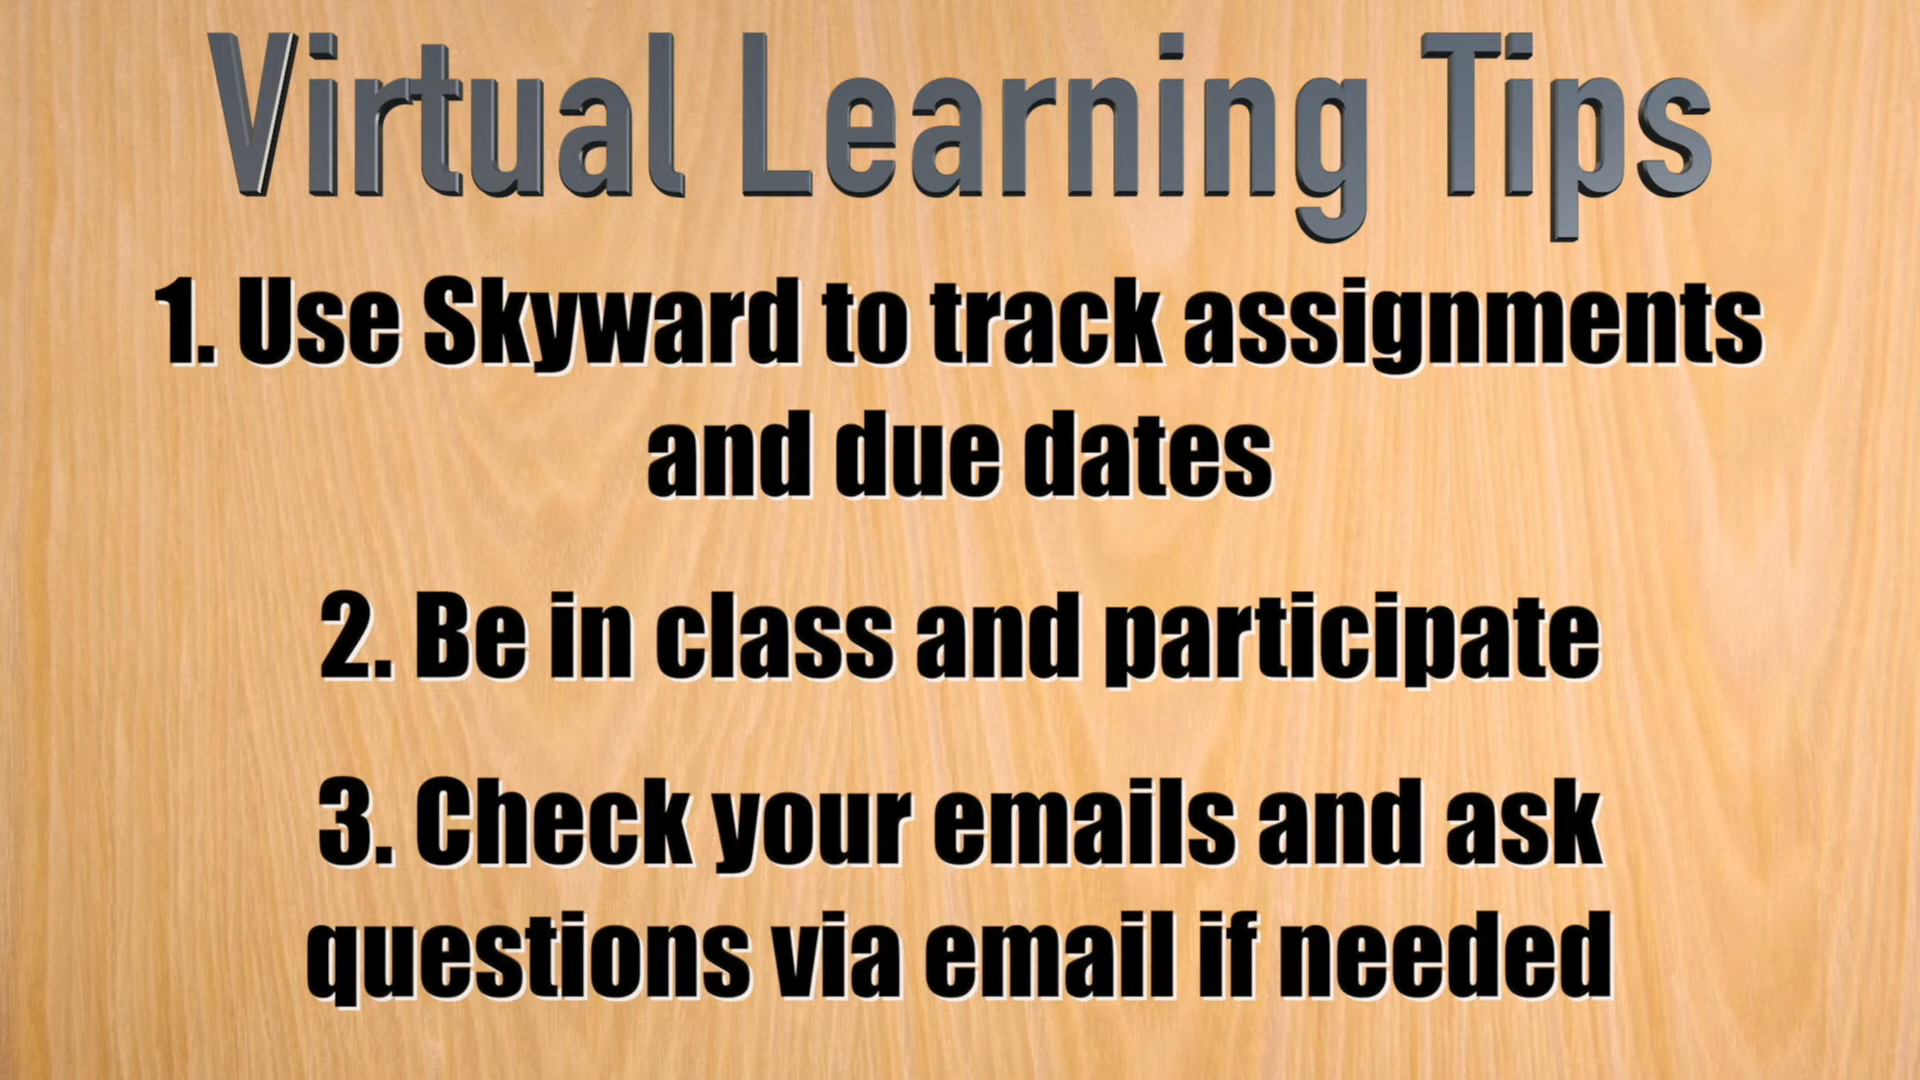 Virtual Learning Tips
1. Use Skyward to track assignments
and due dates
2. Be in class and participate
3. Check your emails and ask
questions via email if needed